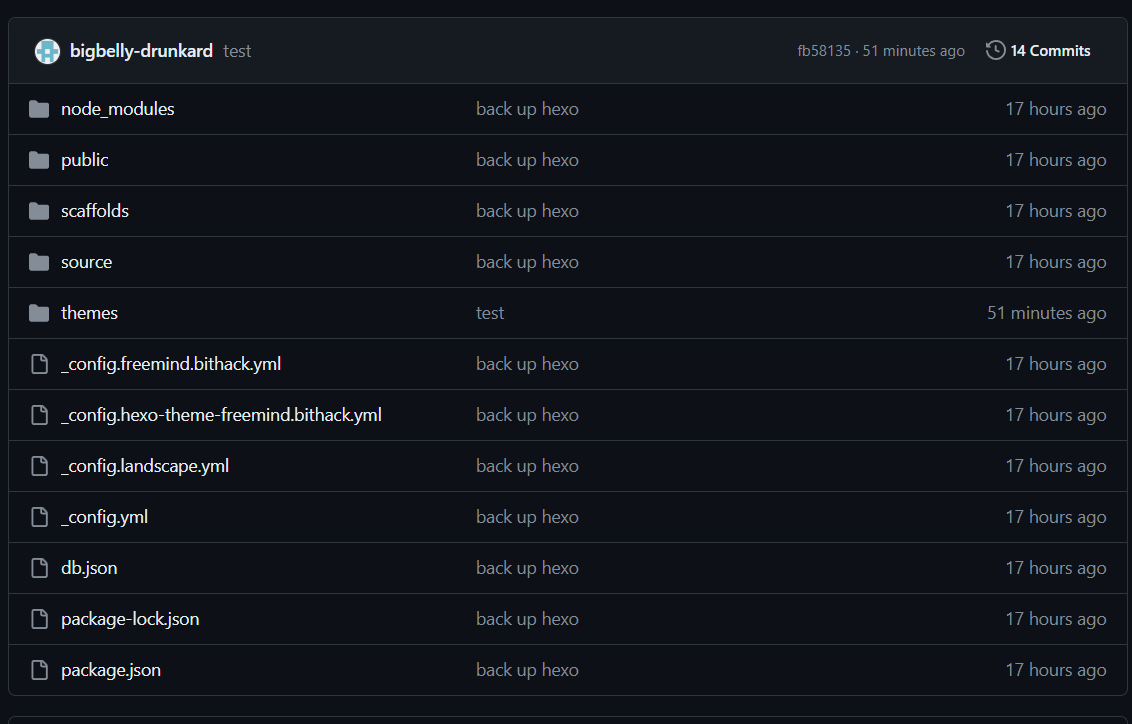 bigbelly-drunkard test fb58135 · 51 minutes ago 14 Commits
node_modules back up hexo 17 hours ago
public back up hexo 17 hours ago
scaffolds back up hexo 17 hours ago
source back up hexo 17 hours ago
themes test 51 minutes ago
_config.freemind.bithack.yml back up hexo 17 hours ago
_config.hexo-theme-freemind.bithack.yml back up hexo 17 hours ago
_config.landscape.yml back up hexo 17 hours ago
_config.yml back up hexo 17 hours ago
db.json back up hexo 17 hours ago
package-lock.json back up hexo 17 hours ago
package.json back up hexo 17 hours ago